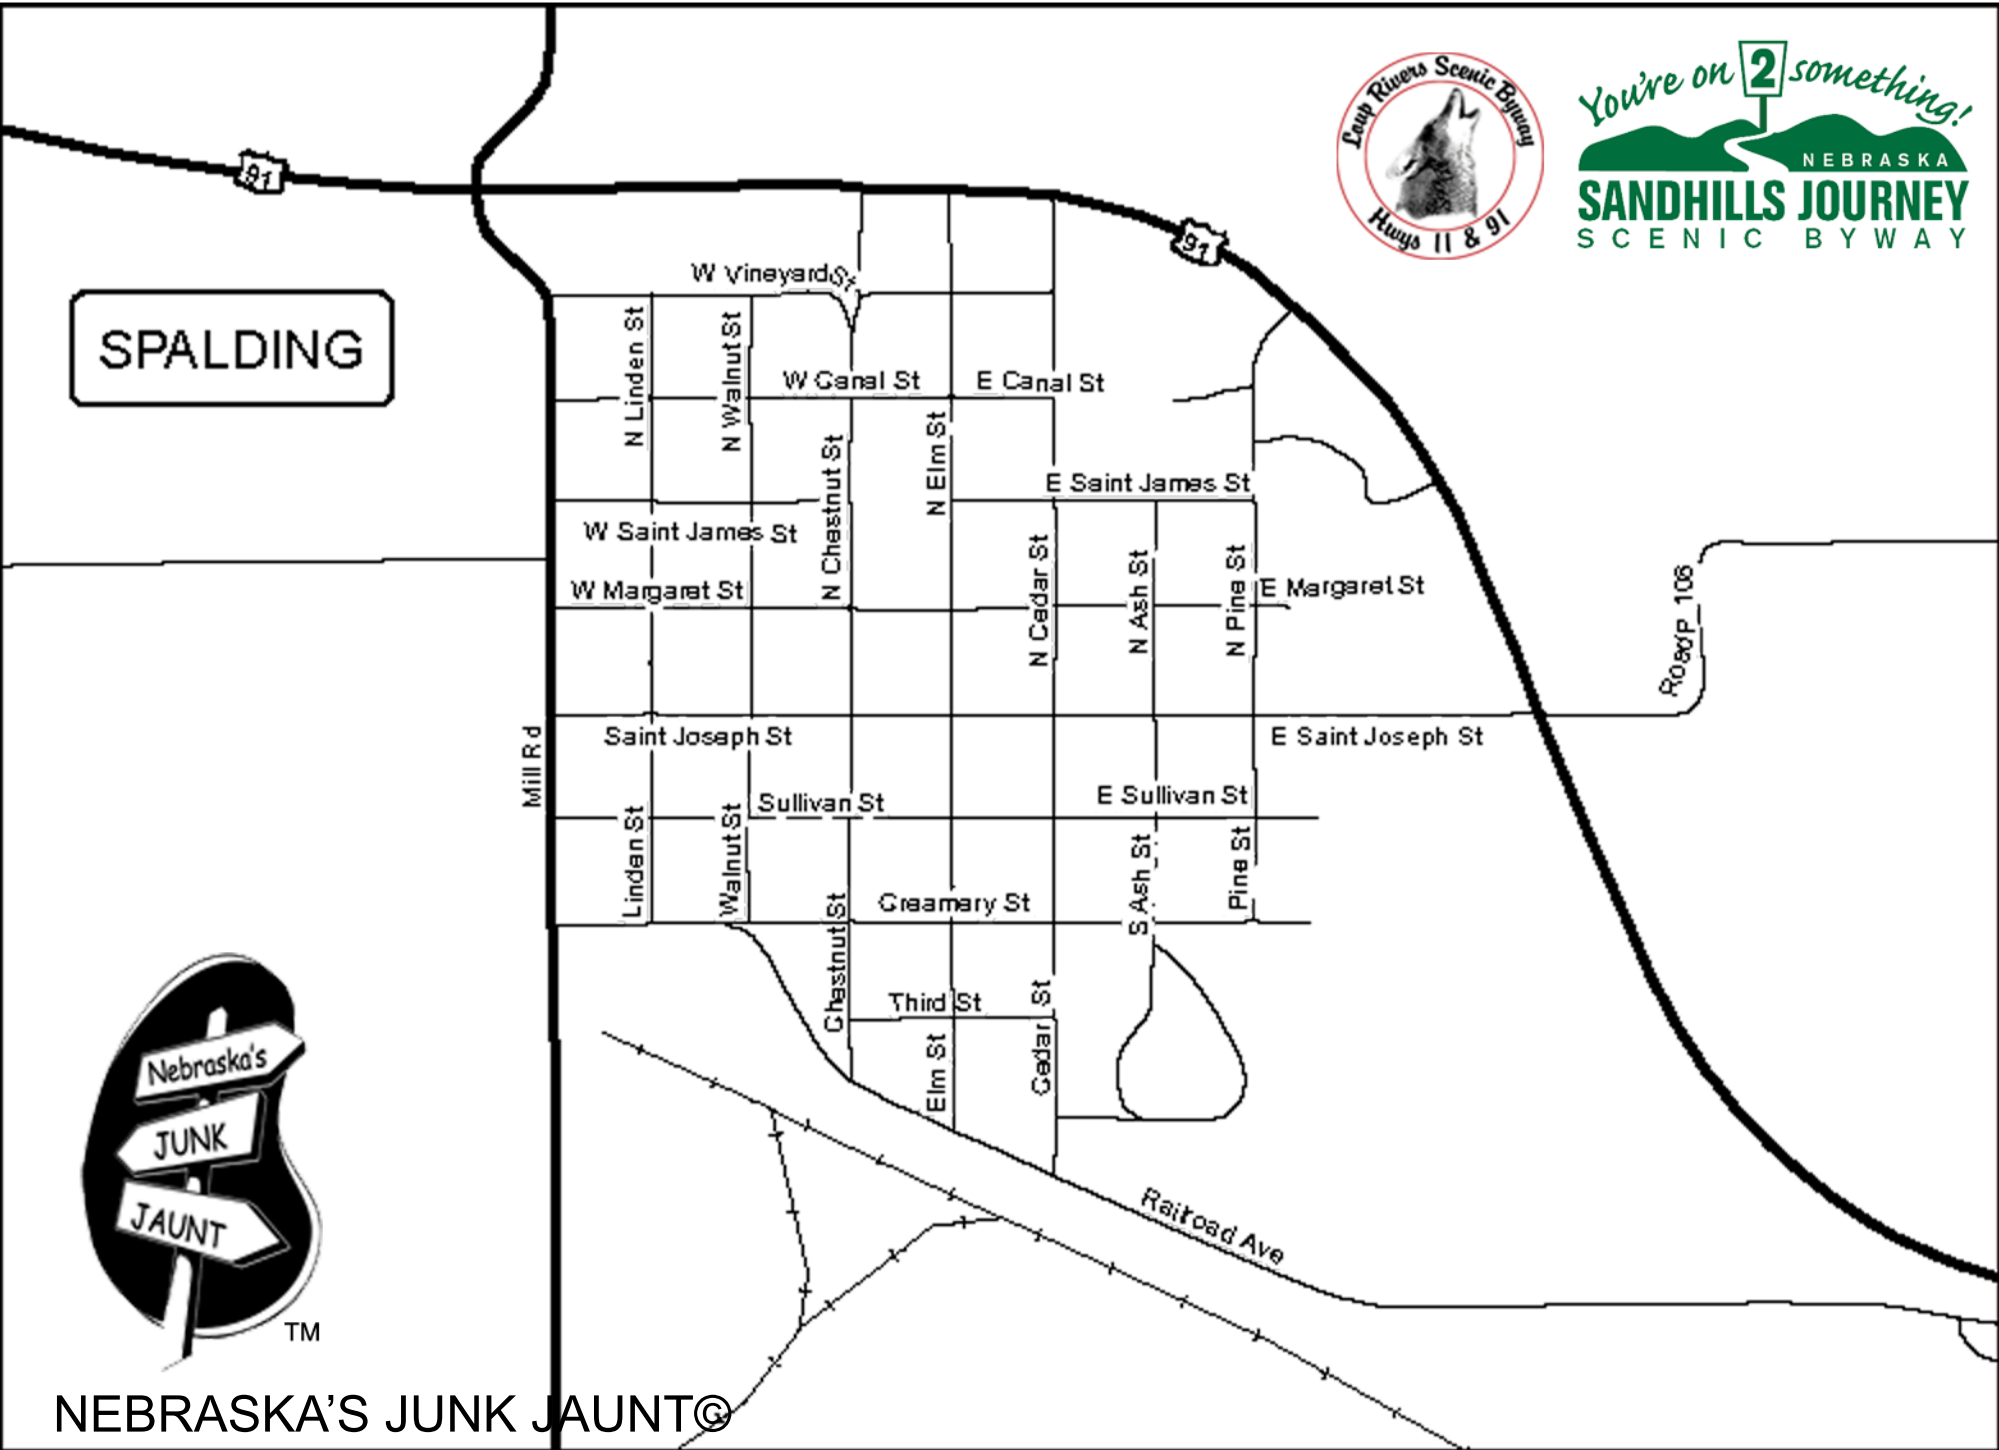 Loup Rivers Scenic Byway
Hwys 11 & 91
You're on 2 something!
NEBRASKA
SANDHILLS JOURNEY
SCENIC BYWAY
91
91
SPALDING
W Vineyard St
N Linden St
N Walnut St
W Canal St
E Canal St
N Chestnut St
N Elm St
E Saint James St
W Saint James St
N Cedar St
N Ash St
N Pine St
W Margaret St
E Margaret St
Road P 106
Saint Joseph St
E Saint Joseph St
Mill Rd
Sullivan St
E Sullivan St
Linden St
Walnut St
Chestnut St
S Ash St
Pine St
Creamery St
Third St
Elm St
Cedar St
Railroad Ave
Nebraska's
JUNK
JAUNT
TM
NEBRASKA'S JUNK JAUNT©